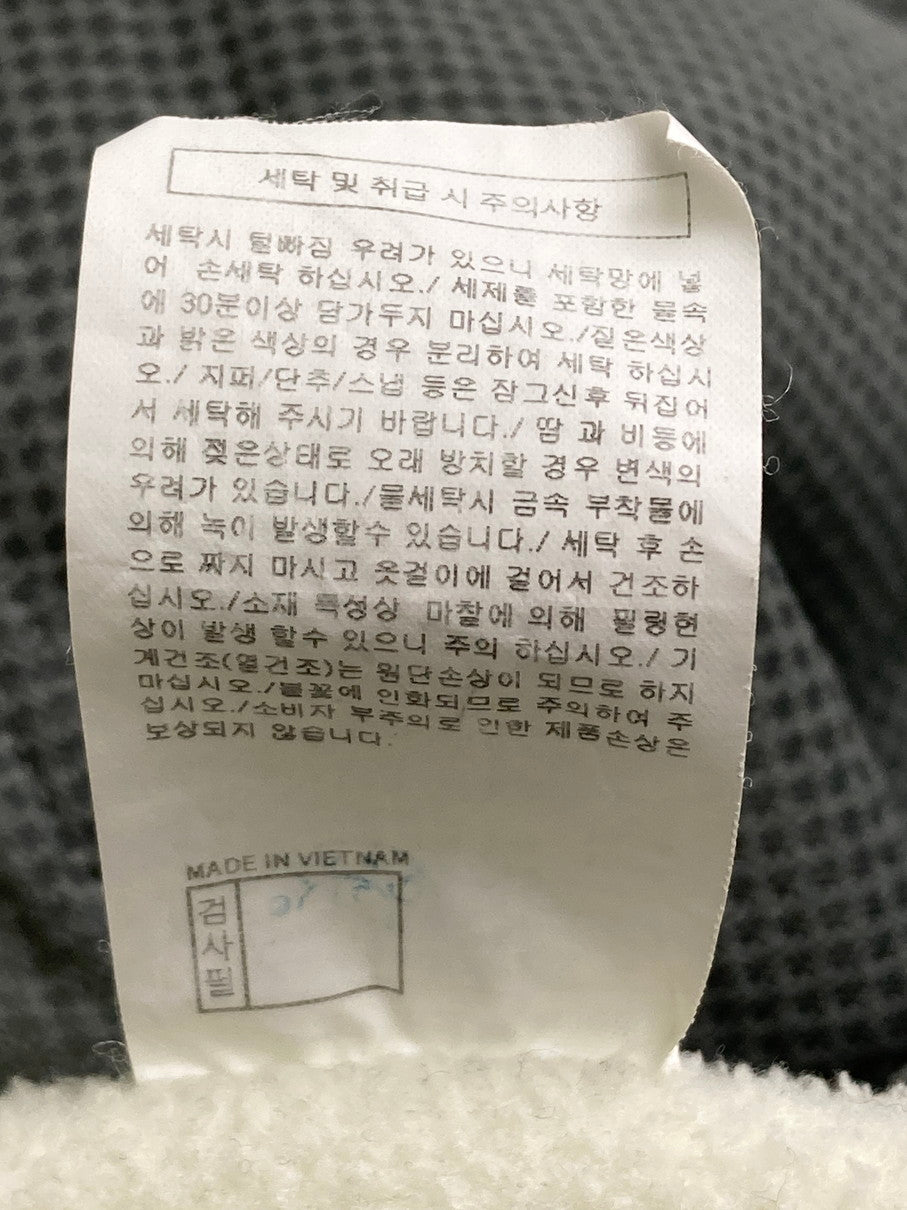 세탁 및 취급 시 주의사항
세탁시 털빠짐 우려가 있으니 세탁망에 넣
어 손세탁 하십시오./ 세제를 포함한 물속
에 30분이상 담가두지 마십시오./짙은색상
과 밝은 색상의 경우 분리하여 세탁 하십시
오./ 지퍼/단추/스냅 등은 잠그신후 뒤집어
서 세탁해 주시기 바랍니다./ 땀 과 비등에
의해 젖은상태로 오래 방치할 경우 변색의
우려가 있습니다./물세탁시 금속 부착물에
의해 녹이 발생할수 있습니다./ 세탁 후 손
으로 짜지 마시고 옷걸이에 걸어서 건조하
십시오./소재 특성상 마찰에 의해 필링현
상이 발생 할수 있으니 주의 하십시오./ 기
계건조(열건조)는 원단손상이 되므로 하지
마십시오./불꽃에 인화되므로 주의하여 주
십시오./소비자 부주의로 인한 제품손상은
보상되지 않습니다.
MADE IN VIETNAM
검사필